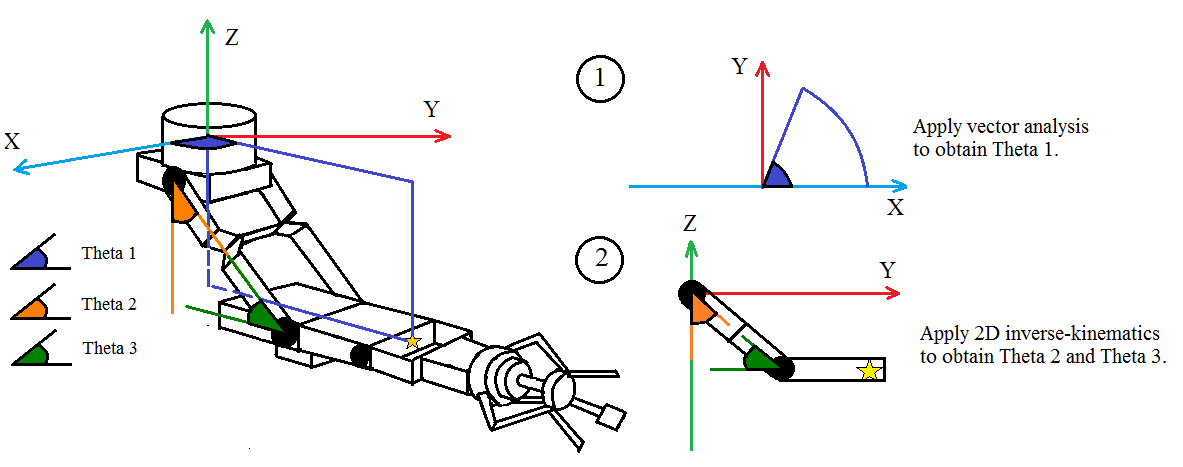 Z
Y
X
Theta 1
Theta 2
Theta 3
1
Y
X
Apply vector analysis
to obtain Theta 1.
2
Z
Y
Apply 2D inverse-kinematics
to obtain Theta 2 and Theta 3.